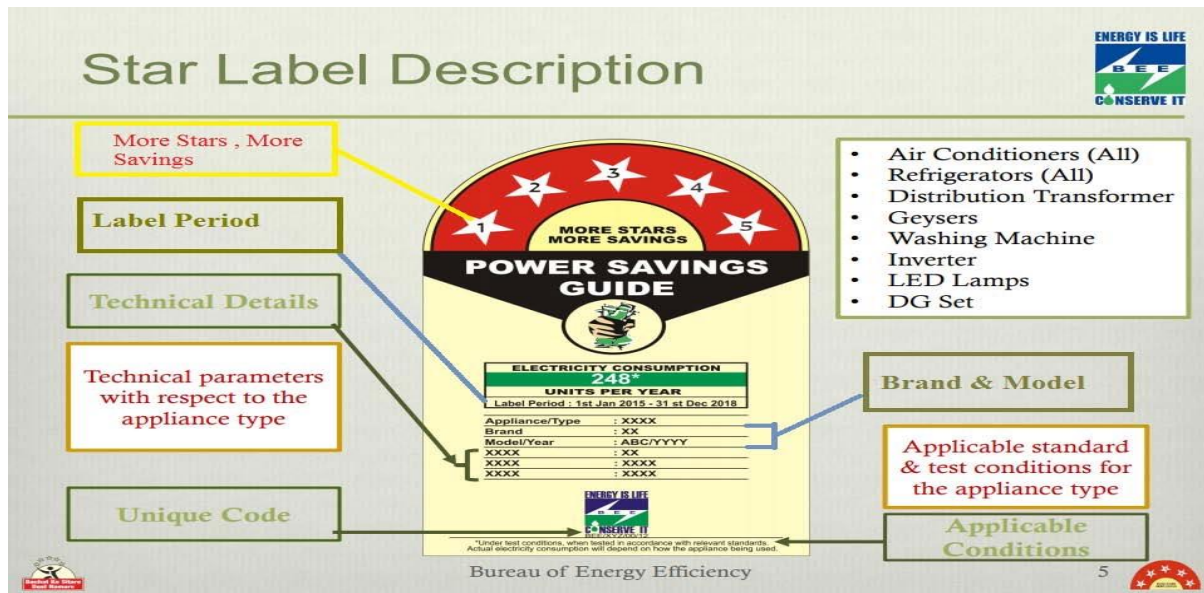 Star Label Description
ENERGY IS LIFE
BEE
CONSERVE IT
More Stars , More
Savings
Label Period
Technical Details
Technical parameters
with respect to the
appliance type
Unique Code
1
2
3
4
5
MORE STARS
MORE SAVINGS
POWER SAVINGS
GUIDE
ELECTRICITY CONSUMPTION
248*
UNITS PER YEAR
Label Period : 1st Jan 2015 - 31 st Dec 2018
Appliance/Type : XXXX
Brand : XX
Model/Year : ABC/YYYY
XXXX : XX
XXXX : XXXX
XXXX : XXXX
ENERGY IS LIFE
BEE
CONSERVE IT
*Under test conditions, when tested in accordance with relevant standards.
Actual electricity consumption will depend on how the appliance being used.
• Air Conditioners (All)
• Refrigerators (All)
• Distribution Transformer
• Geysers
• Washing Machine
• Inverter
• LED Lamps
• DG Set
Brand & Model
Applicable standard
& test conditions for
the appliance type
Applicable
Conditions
Bureau of Energy Efficiency
5